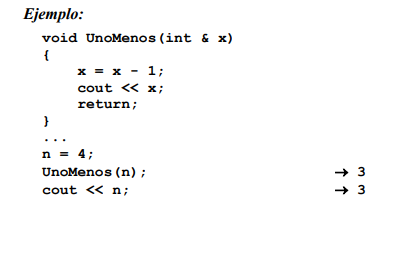 Ejemplo:
void UnoMenos(int & x)
{
x = x - 1;
cout << x;
return;
}
...
n = 4;
UnoMenos(n); → 3
cout << n; → 3